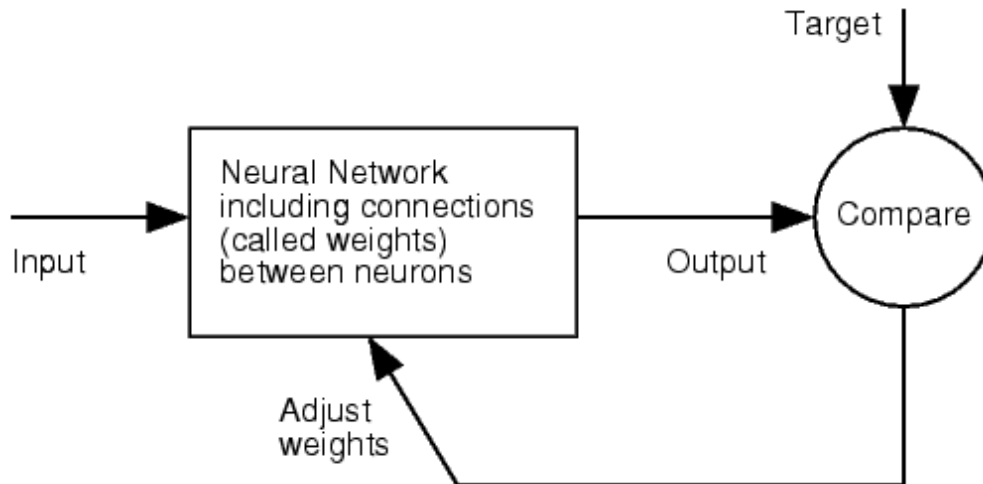 Target
Neural Network
including connections
(called weights)
between neurons
Compare
Input
Output
Adjust
weights